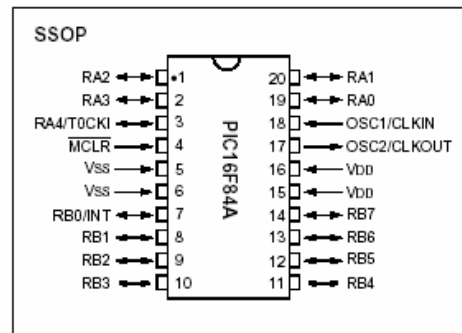 SSOP
RA2 •1 20 RA1
RA3 2 19 RA0
RA4/T0CKI 3 18 OSC1/CLKIN
MCLR 4 17 OSC2/CLKOUT
Vss 5 16 VDD
Vss 6 15 VDD
RB0/INT 7 14 RB7
RB1 8 13 RB6
RB2 9 12 RB5
RB3 10 11 RB4
PIC16F84A